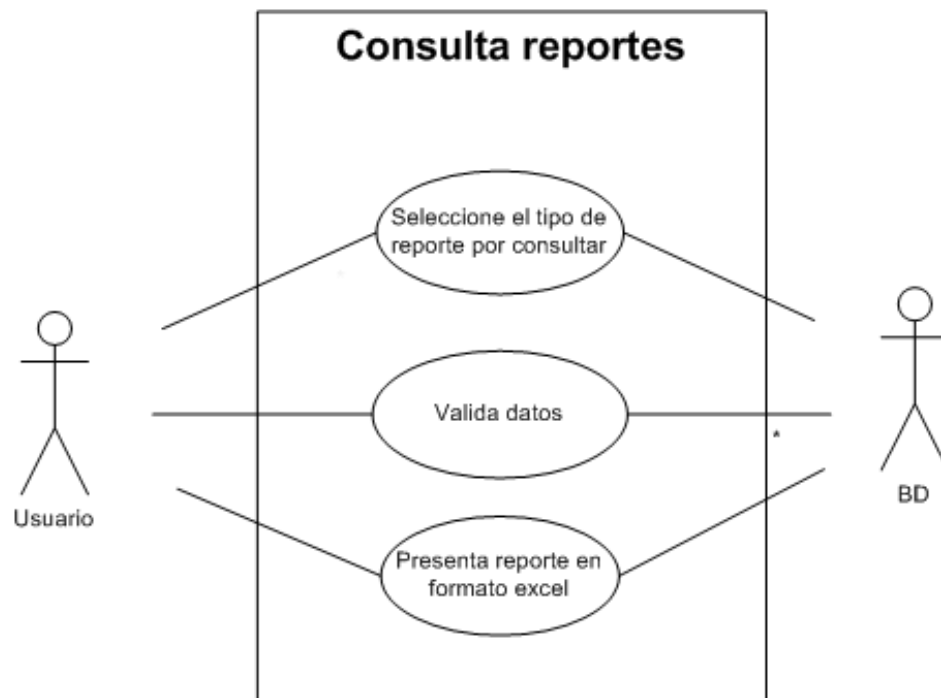 Consulta reportes
Seleccione el tipo de
reporte por consultar
Valida datos
*
Usuario
BD
Presenta reporte en
formato excel